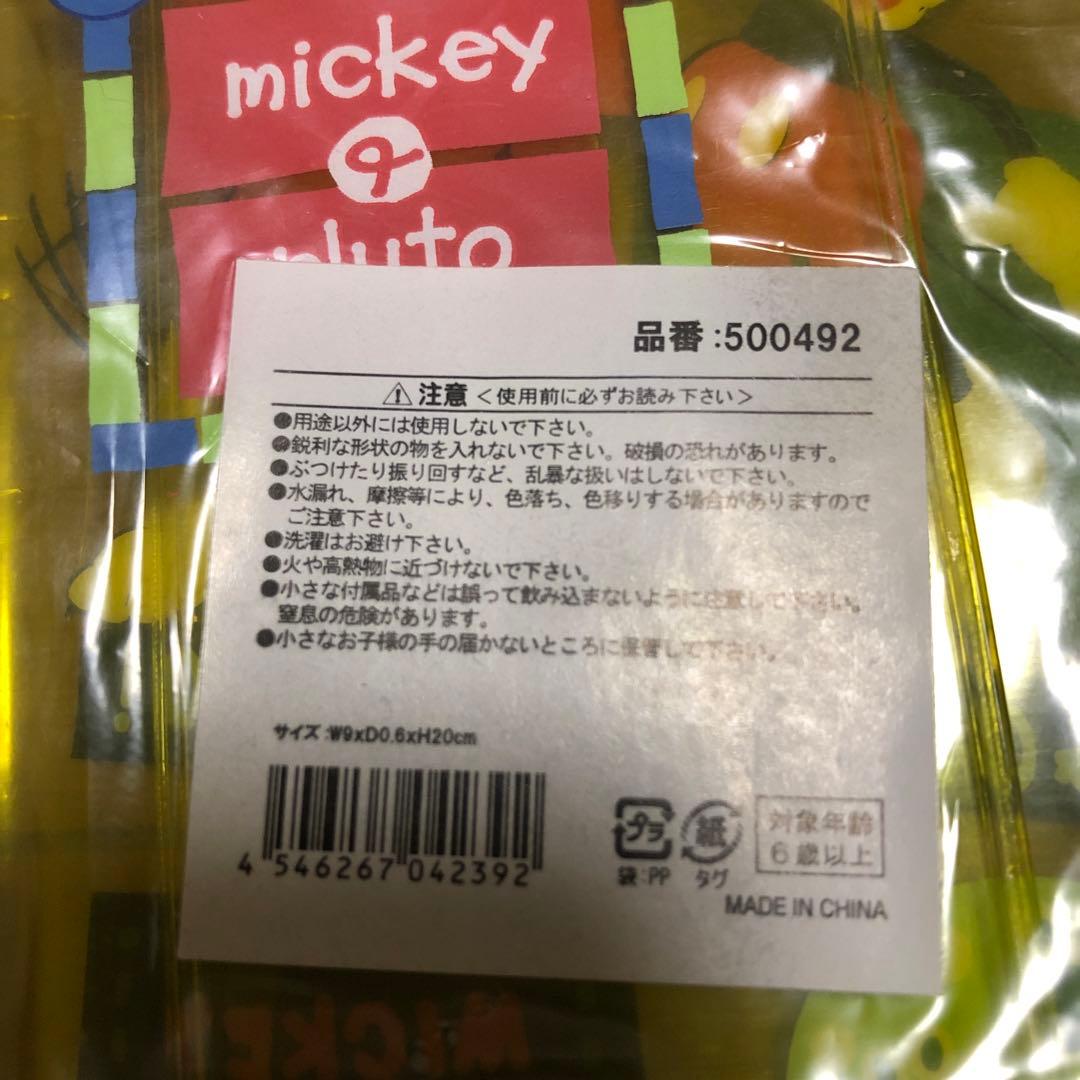 mickey
&
pluto
品番:500492
⚠注意<使用前に必ずお読み下さい>
●用途以外には使用しないで下さい。
●鋭利な形状の物を入れないで下さい。破損の恐れがあります。
●ぶつけたり振り回すなど、乱暴な扱いはしないで下さい。
●水漏れ、摩擦等により、色落ち、色移りする場合がありますので
ご注意下さい。
●洗濯はお避け下さい。
●火や高熱物に近づけないで下さい。
●小さな付属品などは誤って飲み込まないように注意して下さい。
窒息の危険があります。
●小さなお子様の手の届かないところに保管して下さい。
サイズ:W9xD0.6xH20cm
4 546267 042392
プラ
袋:PP
紙
タグ
対象年齢
6歳以上
MADE IN CHINA
MICKE